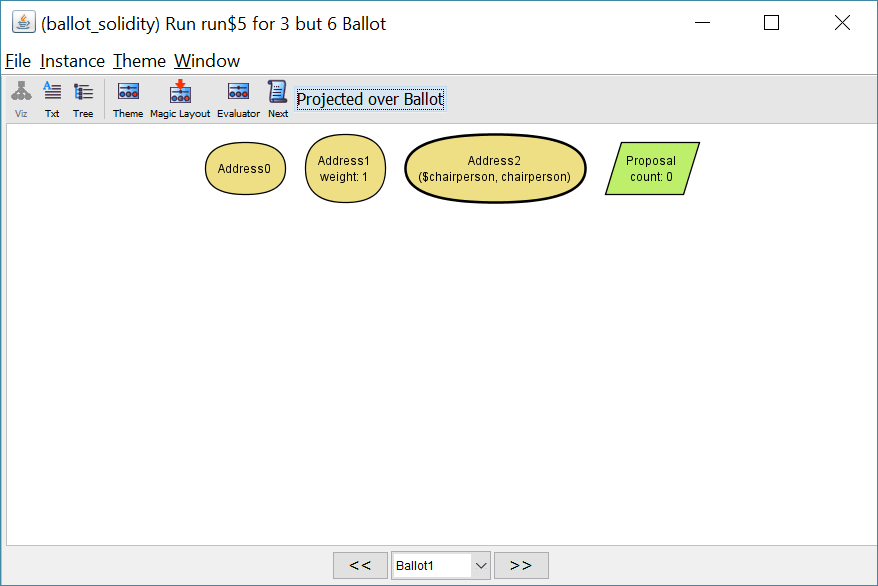 (ballot_solidity) Run run$5 for 3 but 6 Ballot
File Instance Theme Window
Viz Txt Tree Theme Magic Layout Evaluator Next Projected over Ballot
Address0
Address1
weight: 1
Address2
($chairperson, chairperson)
Proposal
count: 0
<< Ballot1 >>